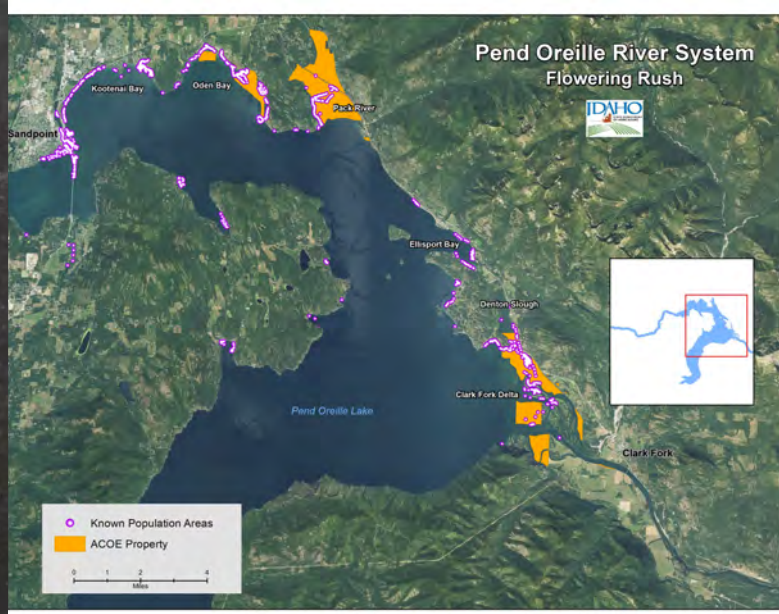 Pend Oreille River System
Flowering Rush
IDAHO
Kootenai Bay
Oden Bay
Pack River
Sandpoint
Ellisport Bay
Denton Slough
Clark Fork Delta
Pend Oreille Lake
Clark Fork
Known Population Areas
ACOE Property
0 1 2 4
Miles